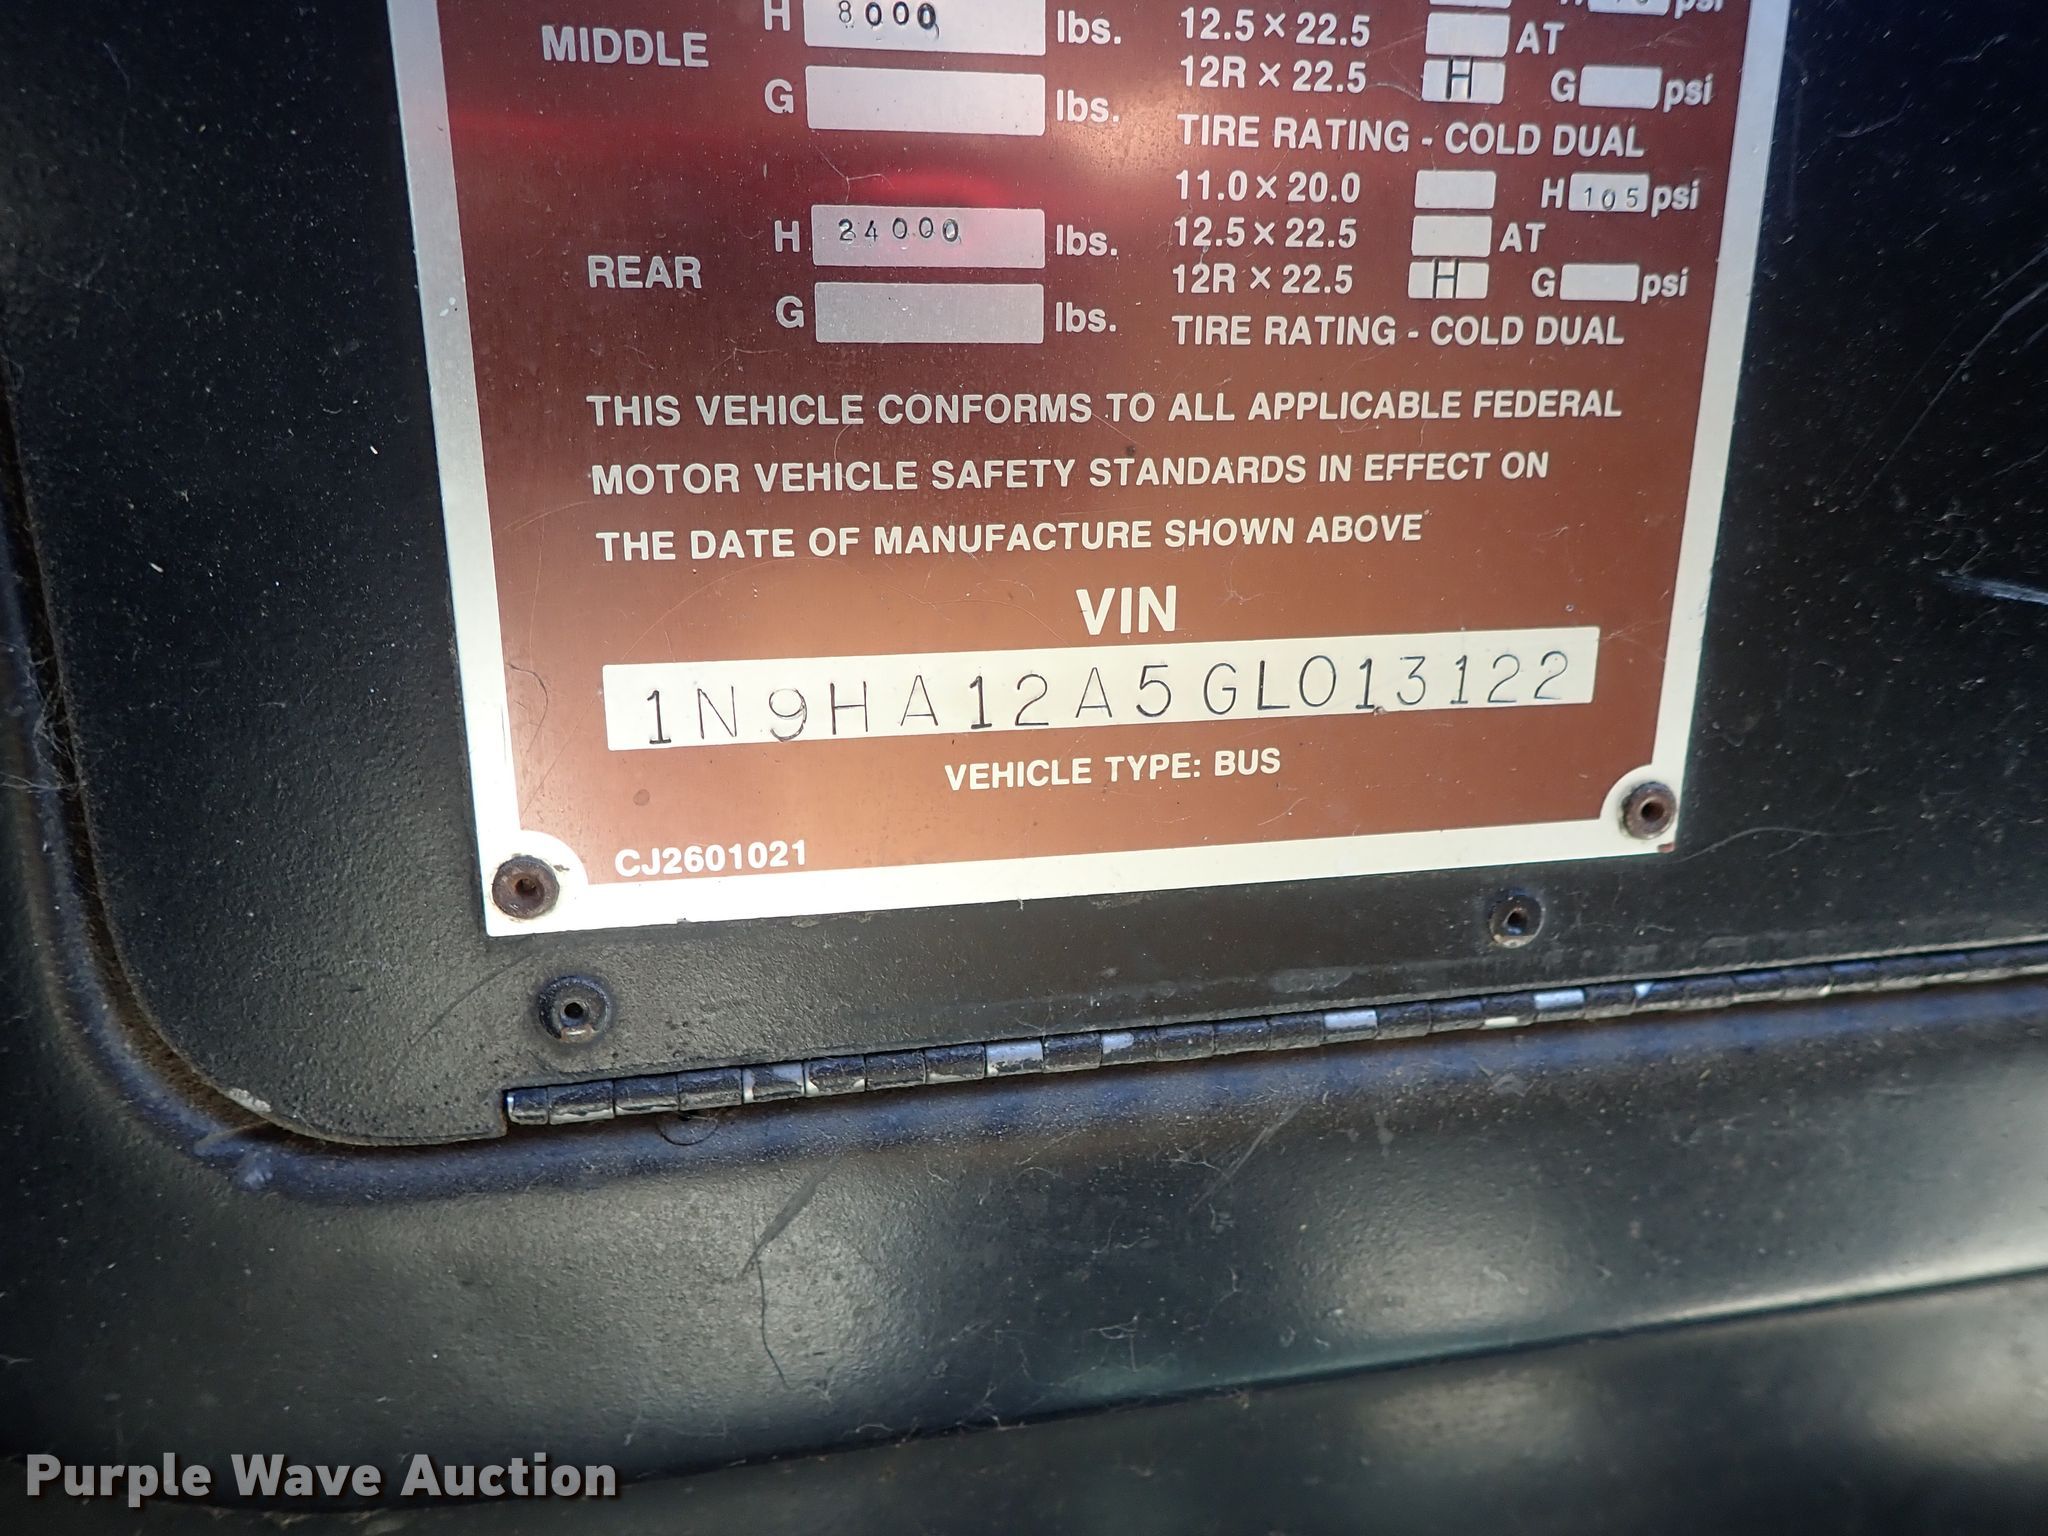 MIDDLE H 8000 lbs. 12.5 × 22.5 AT H psi
G lbs. 12R × 22.5 H G psi
TIRE RATING - COLD DUAL
11.0 × 20.0 H 105 psi
REAR H 24000 lbs. 12.5 × 22.5 AT
12R × 22.5 H G psi
G lbs. TIRE RATING - COLD DUAL
THIS VEHICLE CONFORMS TO ALL APPLICABLE FEDERAL
MOTOR VEHICLE SAFETY STANDARDS IN EFFECT ON
THE DATE OF MANUFACTURE SHOWN ABOVE
VIN
1N9HA12A5GL013122
VEHICLE TYPE: BUS
CJ2601021
Purple Wave Auction